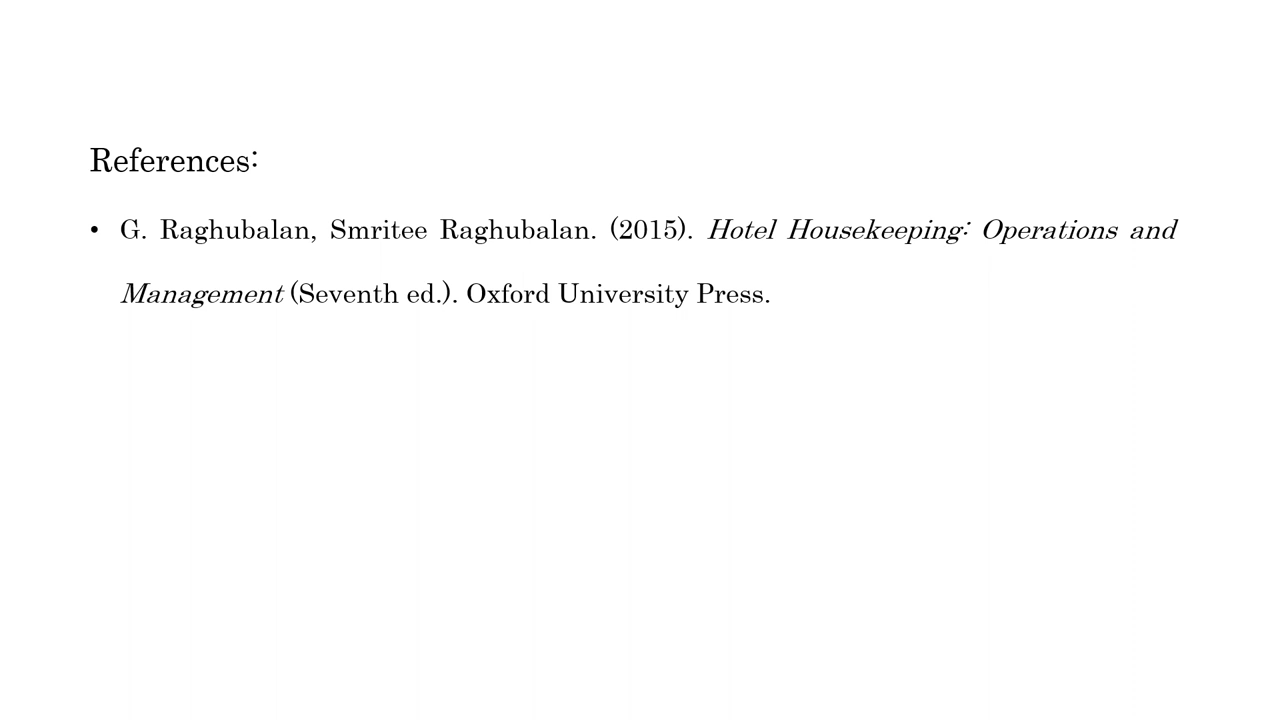 References:
• G. Raghubalan, Smritee Raghubalan. (2015). Hotel Housekeeping: Operations and
Management (Seventh ed.). Oxford University Press.